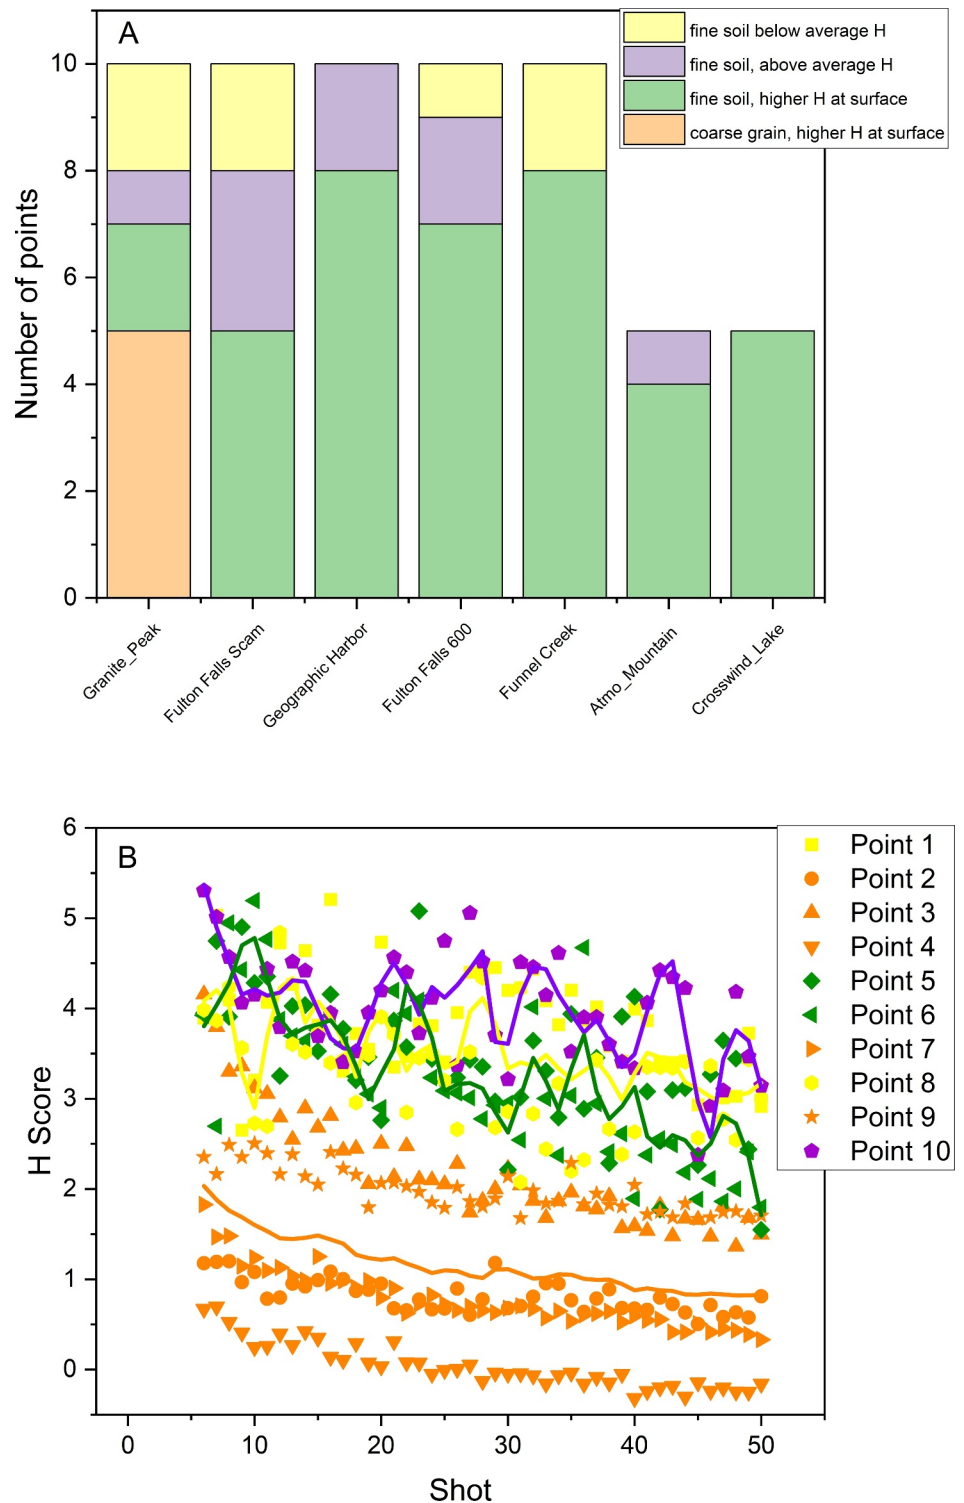 A
fine soil below average H
fine soil, above average H
fine soil, higher H at surface
coarse grain, higher H at surface
Number of points
10
8
6
4
2
0
Granite_Peak
Fulton Falls Scam
Geographic Harbor
Fulton Falls 600
Funnel Creek
Atmo_Mountain
Crosswind_Lake
B
Point 1
Point 2
Point 3
Point 4
Point 5
Point 6
Point 7
Point 8
Point 9
Point 10
H Score
6
5
4
3
2
1
0
0 10 20 30 40 50
Shot